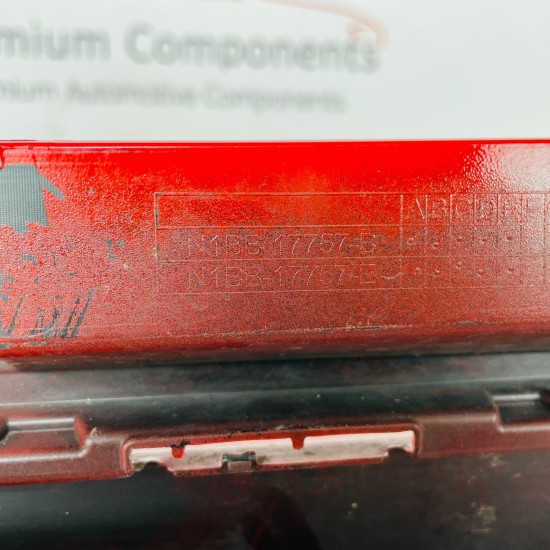 mium Components
mium Automotive Components
A B C D E F
N1BB-17757-B
N1BB-17757-E